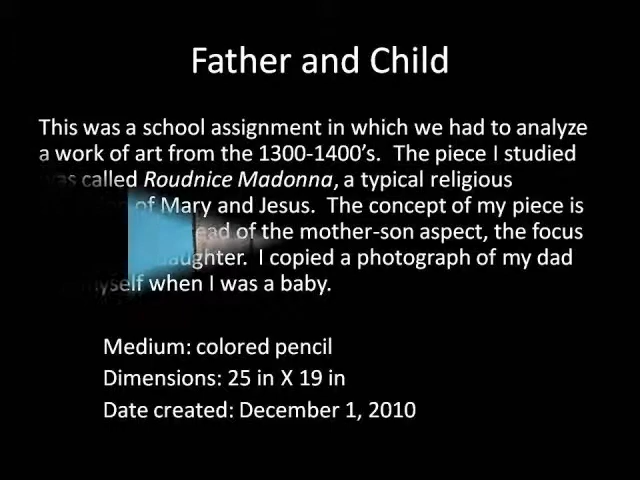 Father and Child
This was a school assignment in which we had to analyze
a work of art from the 1300-1400's. The piece I studied
was called Roudnice Madonna, a typical religious
of Mary and Jesus. The concept of my piece is
of the mother-son aspect, the focus
daughter. I copied a photograph of my dad
myself when I was a baby.
Medium: colored pencil
Dimensions: 25 in X 19 in
Date created: December 1, 2010